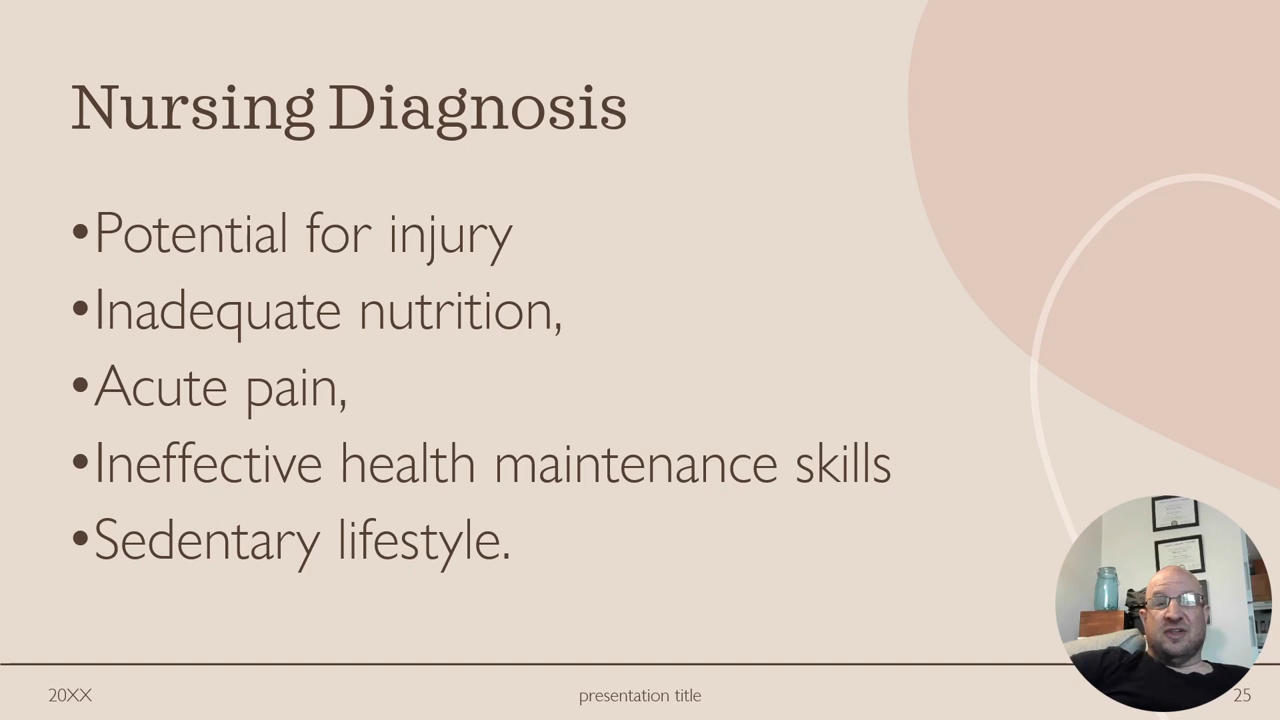 Nursing Diagnosis
•Potential for injury
•Inadequate nutrition,
•Acute pain,
•Ineffective health maintenance skills
•Sedentary lifestyle.
20XX
presentation title
25